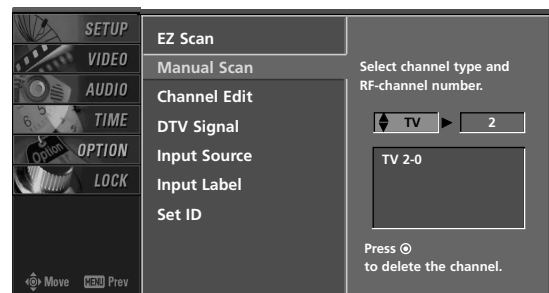 SETUP
VIDEO
AUDIO
TIME
OPTION
LOCK
Move MENU Prev
EZ Scan
Manual Scan
Channel Edit
DTV Signal
Input Source
Input Label
Set ID
Select channel type and
RF-channel number.
TV 2
TV 2-0
Press
to delete the channel.